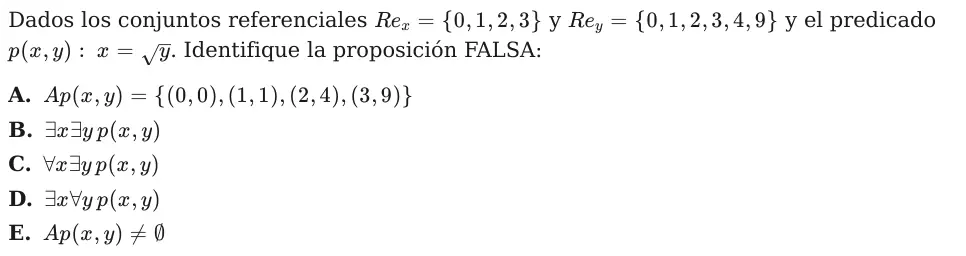 Dados los conjuntos referenciales $Re_x = \{0, 1, 2, 3\}$ y $Re_y = \{0, 1, 2, 3, 4, 9\}$ y el predicado
$p(x, y) : \ x = \sqrt{y}$. Identifique la proposición FALSA:
A. $Ap(x, y) = \{(0, 0), (1, 1), (2, 4), (3, 9)\}$
B. $\exists x \exists y \, p(x, y)$
C. $\forall x \exists y \, p(x, y)$
D. $\exists x \forall y \, p(x, y)$
E. $Ap(x, y) \neq \emptyset$